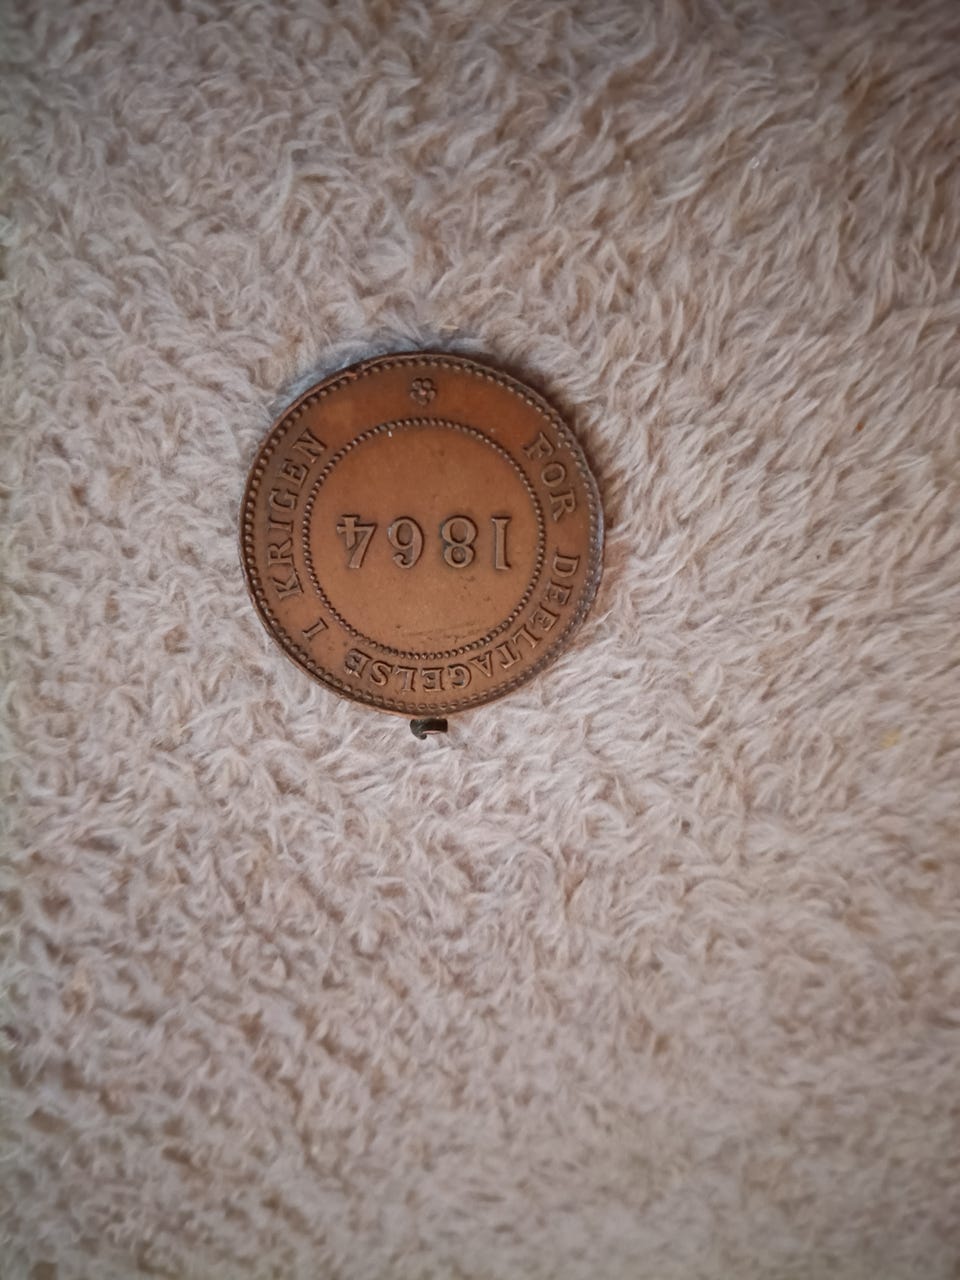 FOR DEELTAGELSE I KRIGEN
1864